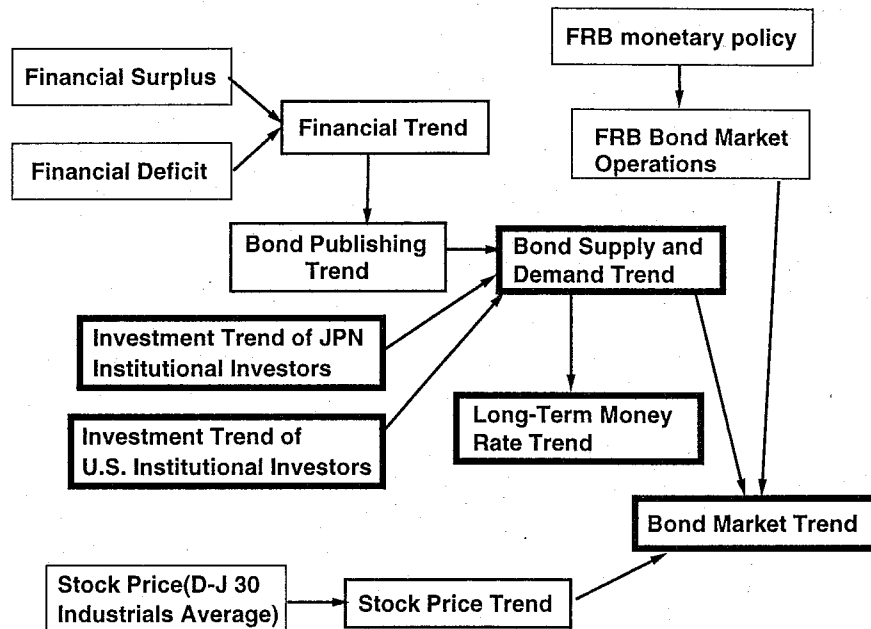 FRB monetary policy
Financial Surplus
Financial Trend
FRB Bond Market
Operations
Financial Deficit
Bond Publishing
Trend
Bond Supply and
Demand Trend
Investment Trend of JPN
Institutional Investors
Long-Term Money
Rate Trend
Investment Trend of
U.S. Institutional Investors
Bond Market Trend
Stock Price(D-J 30
Industrials Average)
Stock Price Trend